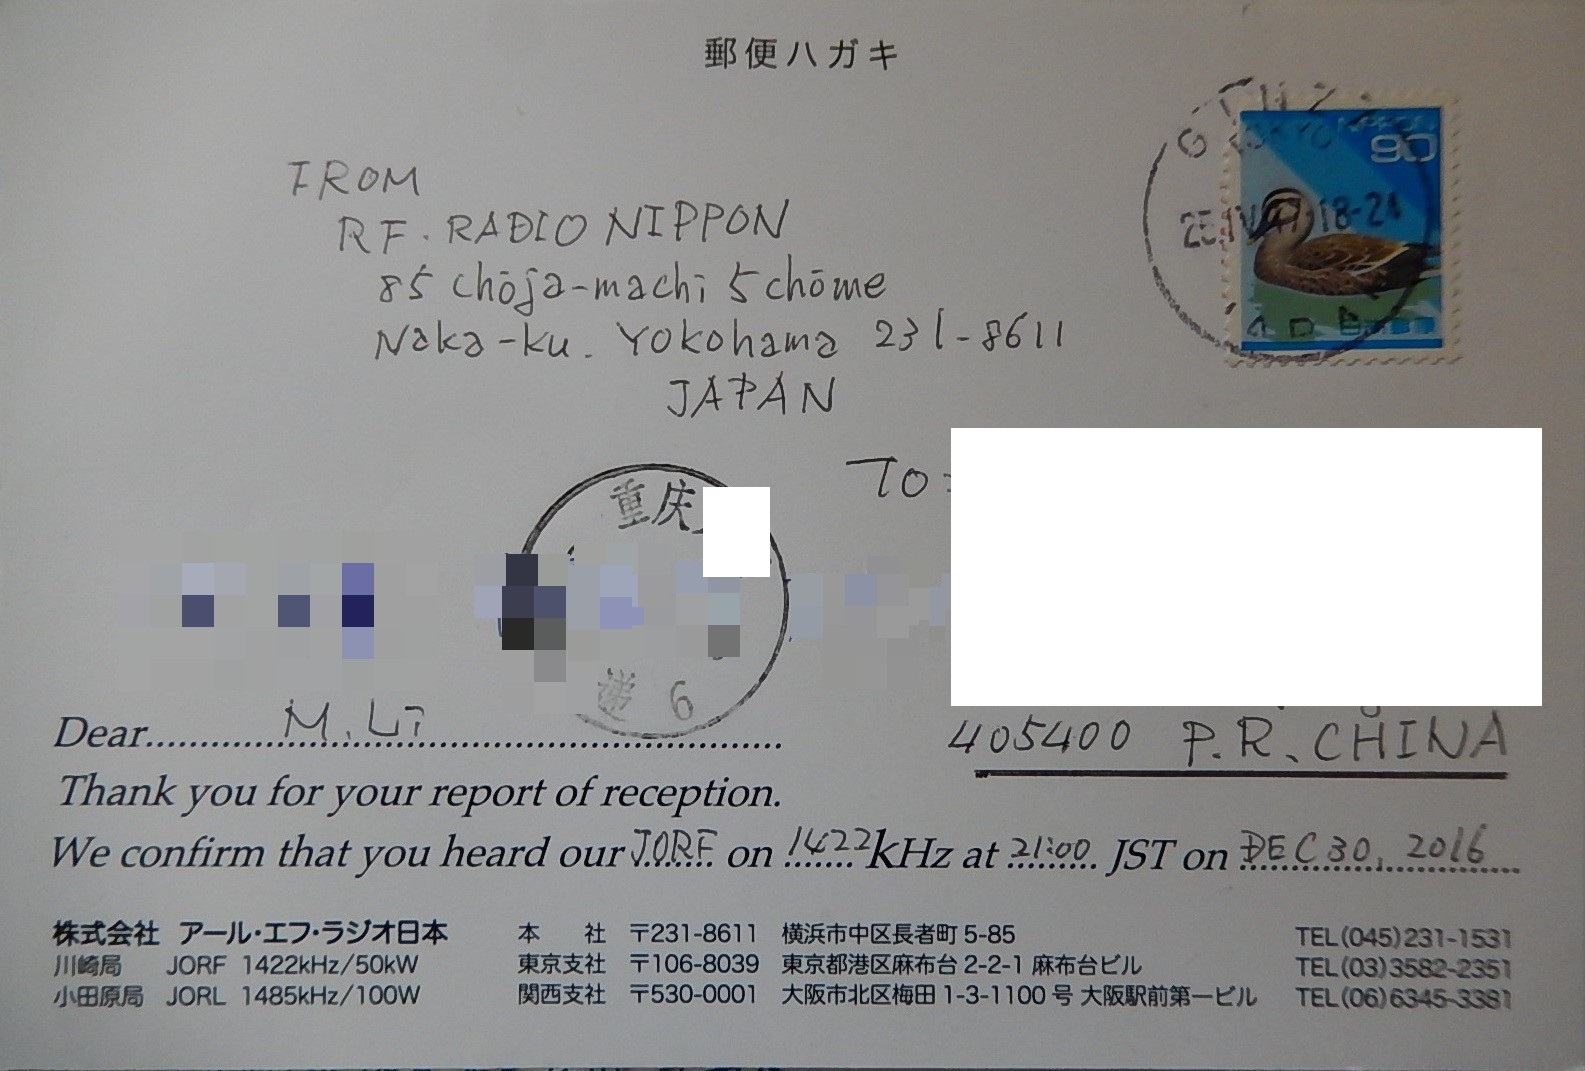 郵便ハガキ
NIPPON
90
18-24
FROM
RF. RADIO NIPPON
85 Chōja-machi 5 chōme
Naka-ku. Yokohama 231-8611
JAPAN
TO:
重庆
6
405400 P.R. CHINA
Dear M. Li
Thank you for your report of reception.
We confirm that you heard our JORF on 1422 kHz at 21:00 JST on DEC 30, 2016
株式会社 アール・エフ・ラジオ日本 本 社 〒231-8611 横浜市中区長者町 5-85 TEL(045)231-1531
川崎局 JORF 1422kHz/50kW 東京支社 〒106-8039 東京都港区麻布台 2-2-1 麻布台ビル TEL(03)3582-2351
小田原局 JORL 1485kHz/100W 関西支社 〒530-0001 大阪市北区梅田 1-3-1100 号 大阪駅前第一ビル TEL(06)6345-3381